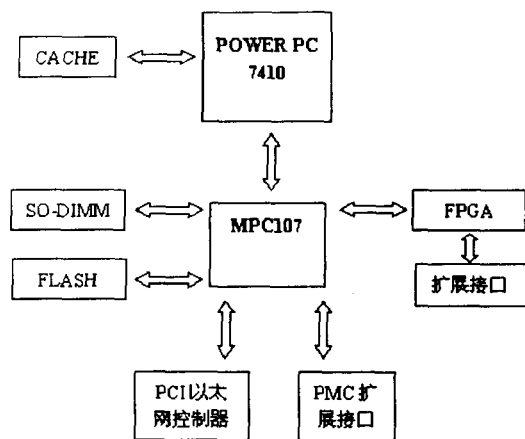 POWER PC
7410
CACHE
SO-DIMM
MPC107
FPGA
FLASH
扩展接口
PCI以太
网控制器
PMC扩
展接口